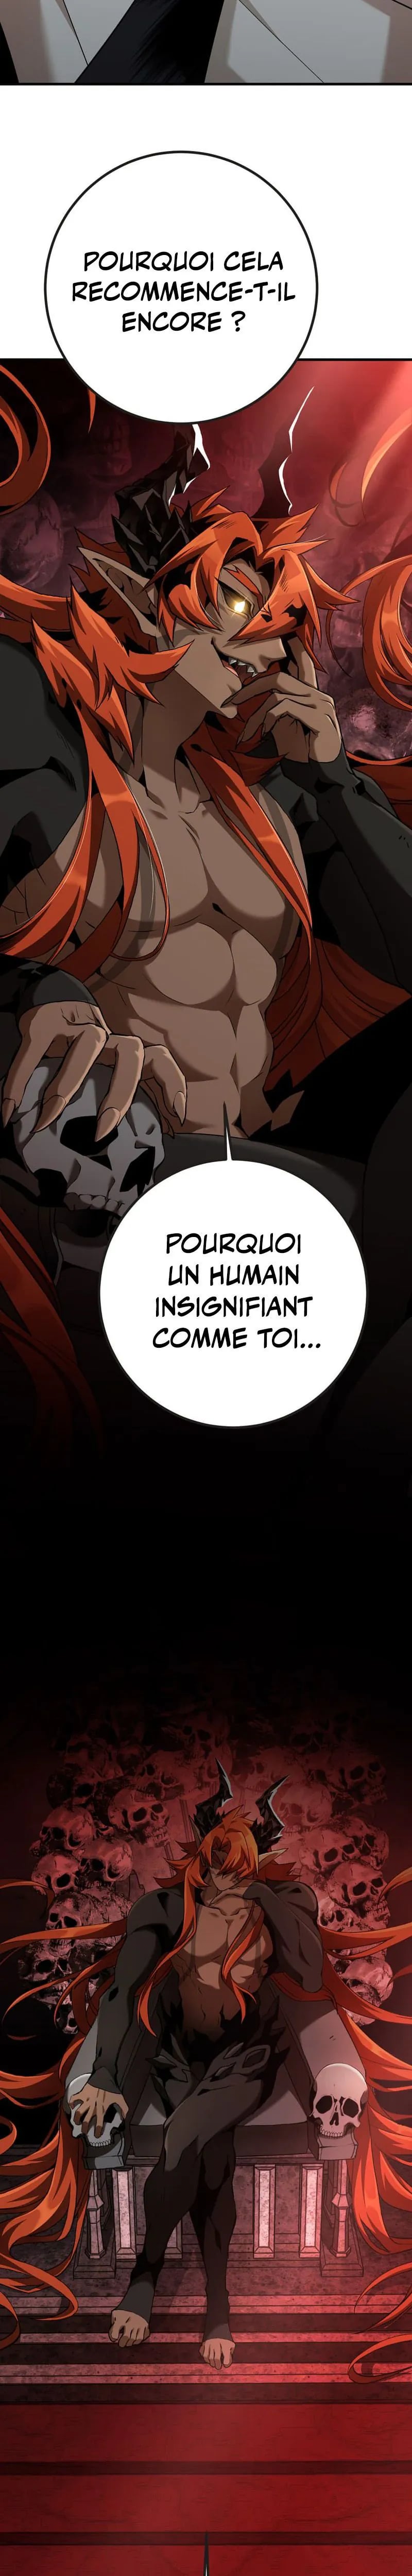 POURQUOI CELA
RECOMMENCE-T-IL
ENCORE ?
POURQUOI
UN HUMAIN
INSIGNIFIANT
COMME TOI...